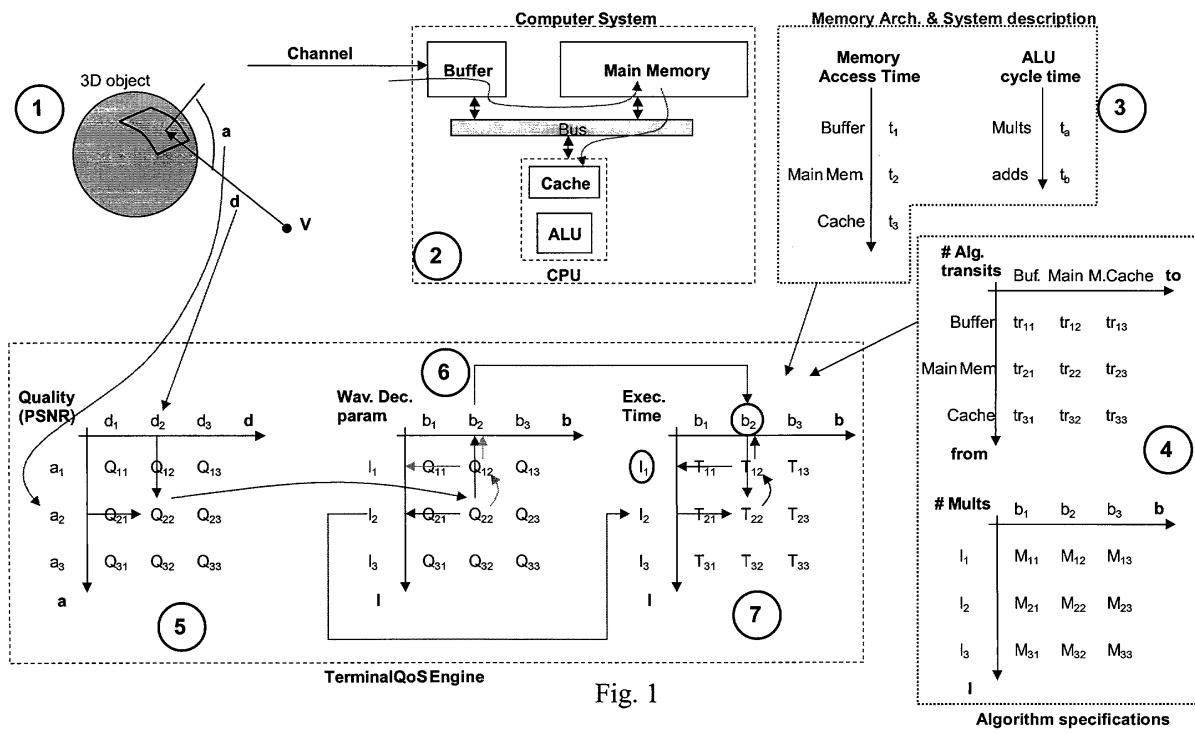 Computer System
Memory Arch. & System description
Channel
3D object
1
a
d
V
Buffer
Main Memory
Bus
Cache
ALU
2
CPU
Memory
Access Time
ALU
cycle time
3
Buffer t1
Mults ta
Main Mem t2
adds tb
Cache t3
# Alg.
transits
Buf. Main M.Cache to
Buffer tr11 tr12 tr13
Main Mem tr21 tr22 tr23
Cache tr31 tr32 tr33
from
4
# Mults b1 b2 b3 b
l1 M11 M12 M13
l2 M21 M22 M23
l3 M31 M32 M33
l
Algorithm specifications
Quality
(PSNR)
d1 d2 d3 d
a1 Q11 Q12 Q13
a2 Q21 Q22 Q23
a3 Q31 Q32 Q33
a
5
6
Wav. Dec.
param
b1 b2 b3 b
l1 Q11 Q12 Q13
l2 Q21 Q22 Q23
l3 Q31 Q32 Q33
l
Exec.
Time
b1 b2 b3 b
l1 T11 T12 T13
l2 T21 T22 T23
l3 T31 T32 T33
l
7
TerminalQoSEngine
Fig. 1